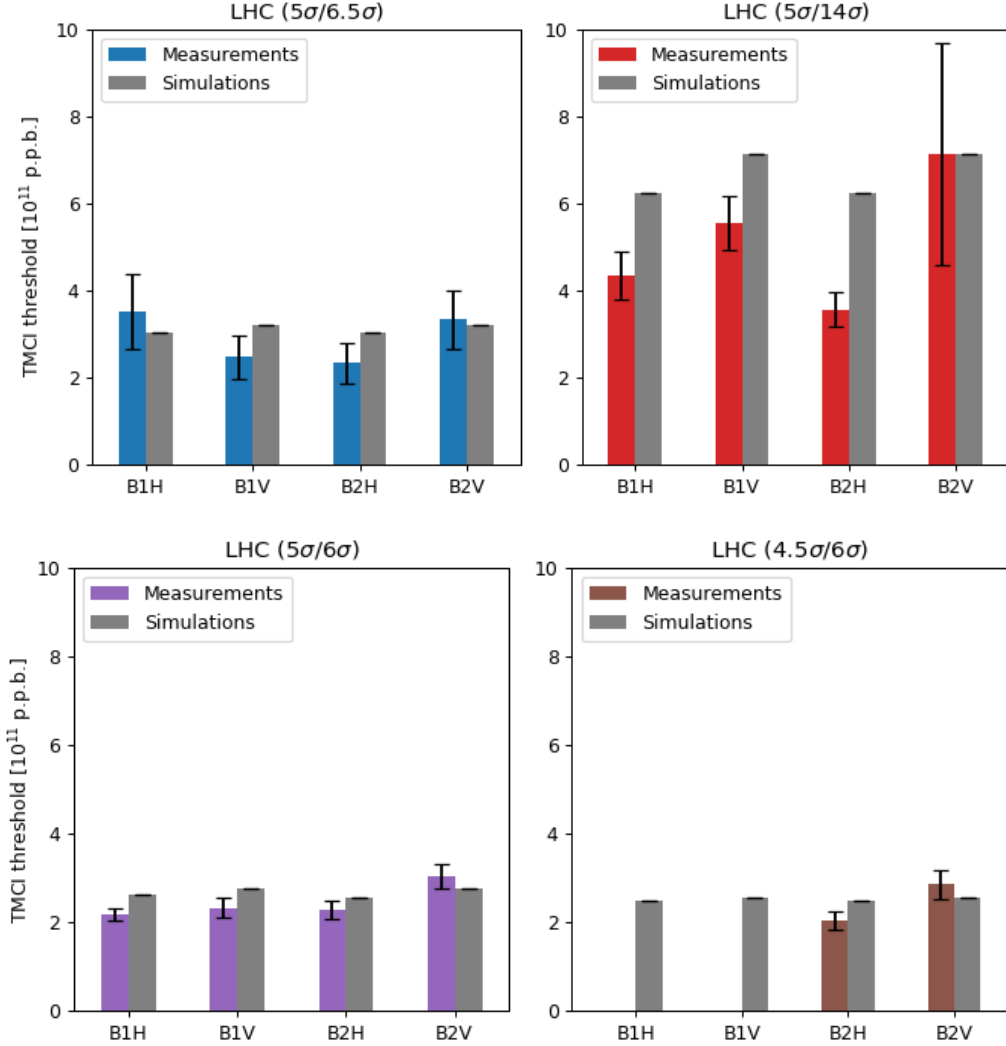 LHC (5σ/6.5σ)
TMCI threshold [10¹¹ p.p.b.]
10
8
6
4
2
0
Measurements
Simulations
B1H B1V B2H B2V
LHC (5σ/14σ)
10
8
6
4
2
0
Measurements
Simulations
B1H B1V B2H B2V
LHC (5σ/6σ)
TMCI threshold [10¹¹ p.p.b.]
10
8
6
4
2
0
Measurements
Simulations
B1H B1V B2H B2V
LHC (4.5σ/6σ)
10
8
6
4
2
0
Measurements
Simulations
B1H B1V B2H B2V